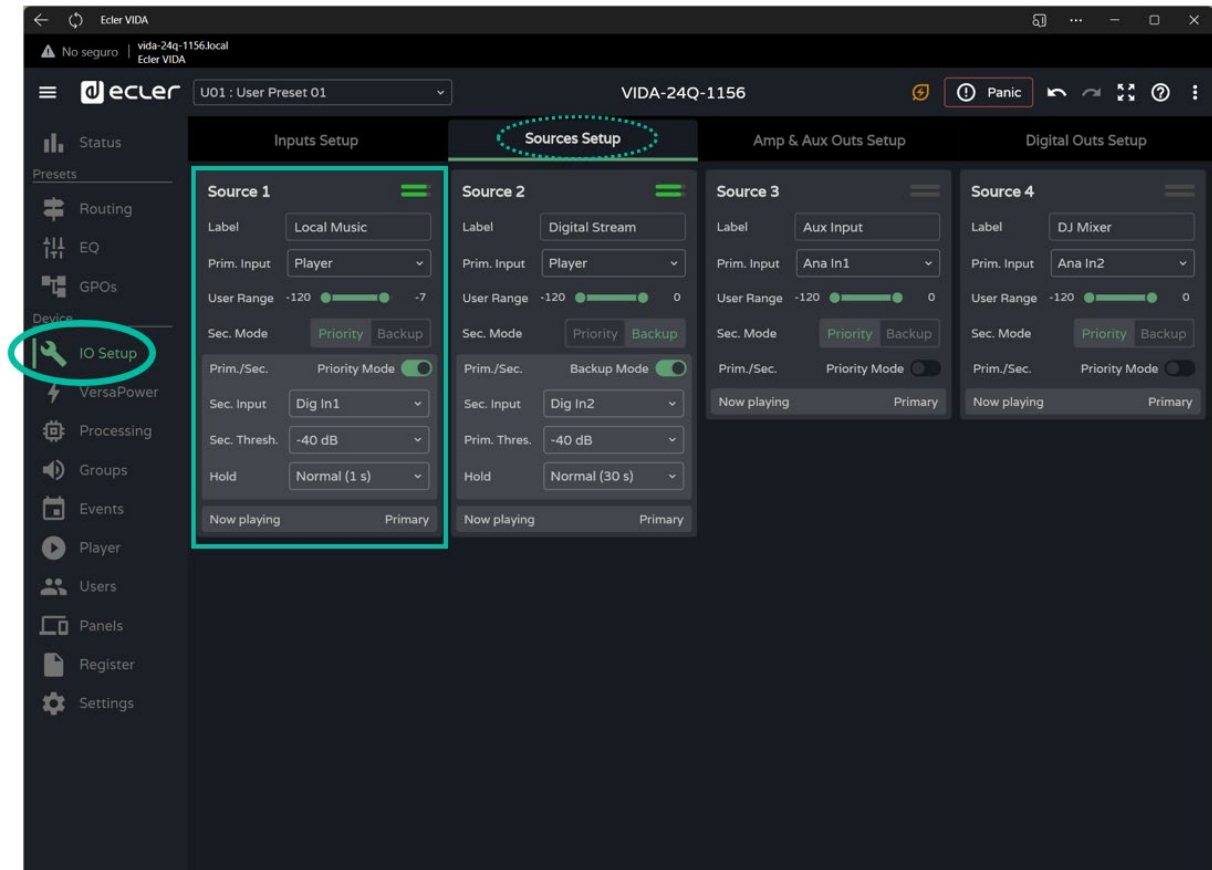 Ecler VIDA
No seguro | vida-24q-1156.local
Ecler VIDA
ecler U01 : User Preset 01 VIDA-24Q-1156 Panic
Status
Presets
Routing
EQ
GPOs
Device
IO Setup
VersaPower
Processing
Groups
Events
Player
Users
Panels
Register
Settings
Inputs Setup Sources Setup Amp & Aux Outs Setup Digital Outs Setup
Source 1
Label Local Music
Prim. Input Player
User Range -120 -7
Sec. Mode Priority Backup
Prim./Sec. Priority Mode
Sec. Input Dig In1
Sec. Thresh. -40 dB
Hold Normal (1 s)
Now playing Primary
Source 2
Label Digital Stream
Prim. Input Player
User Range -120 0
Sec. Mode Priority Backup
Prim./Sec. Backup Mode
Sec. Input Dig In2
Prim. Thres. -40 dB
Hold Normal (30 s)
Now playing Primary
Source 3
Label Aux Input
Prim. Input Ana In1
User Range -120 0
Sec. Mode Priority Backup
Prim./Sec. Priority Mode
Now playing Primary
Source 4
Label DJ Mixer
Prim. Input Ana In2
User Range -120 0
Sec. Mode Priority Backup
Prim./Sec. Priority Mode
Now playing Primary